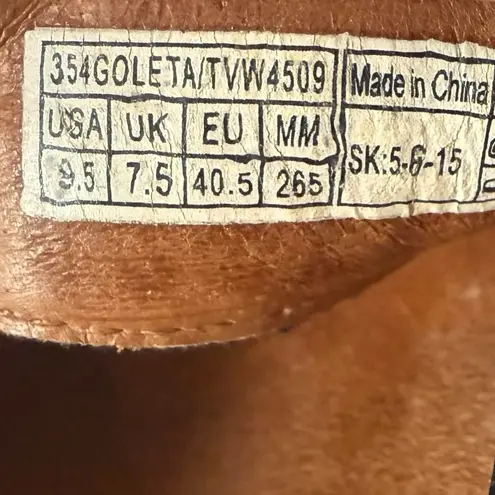 354GOLETA/TVW4509
Made in China
USA UK EU MM
9.5 7.5 40.5 265
SK:5-6-15